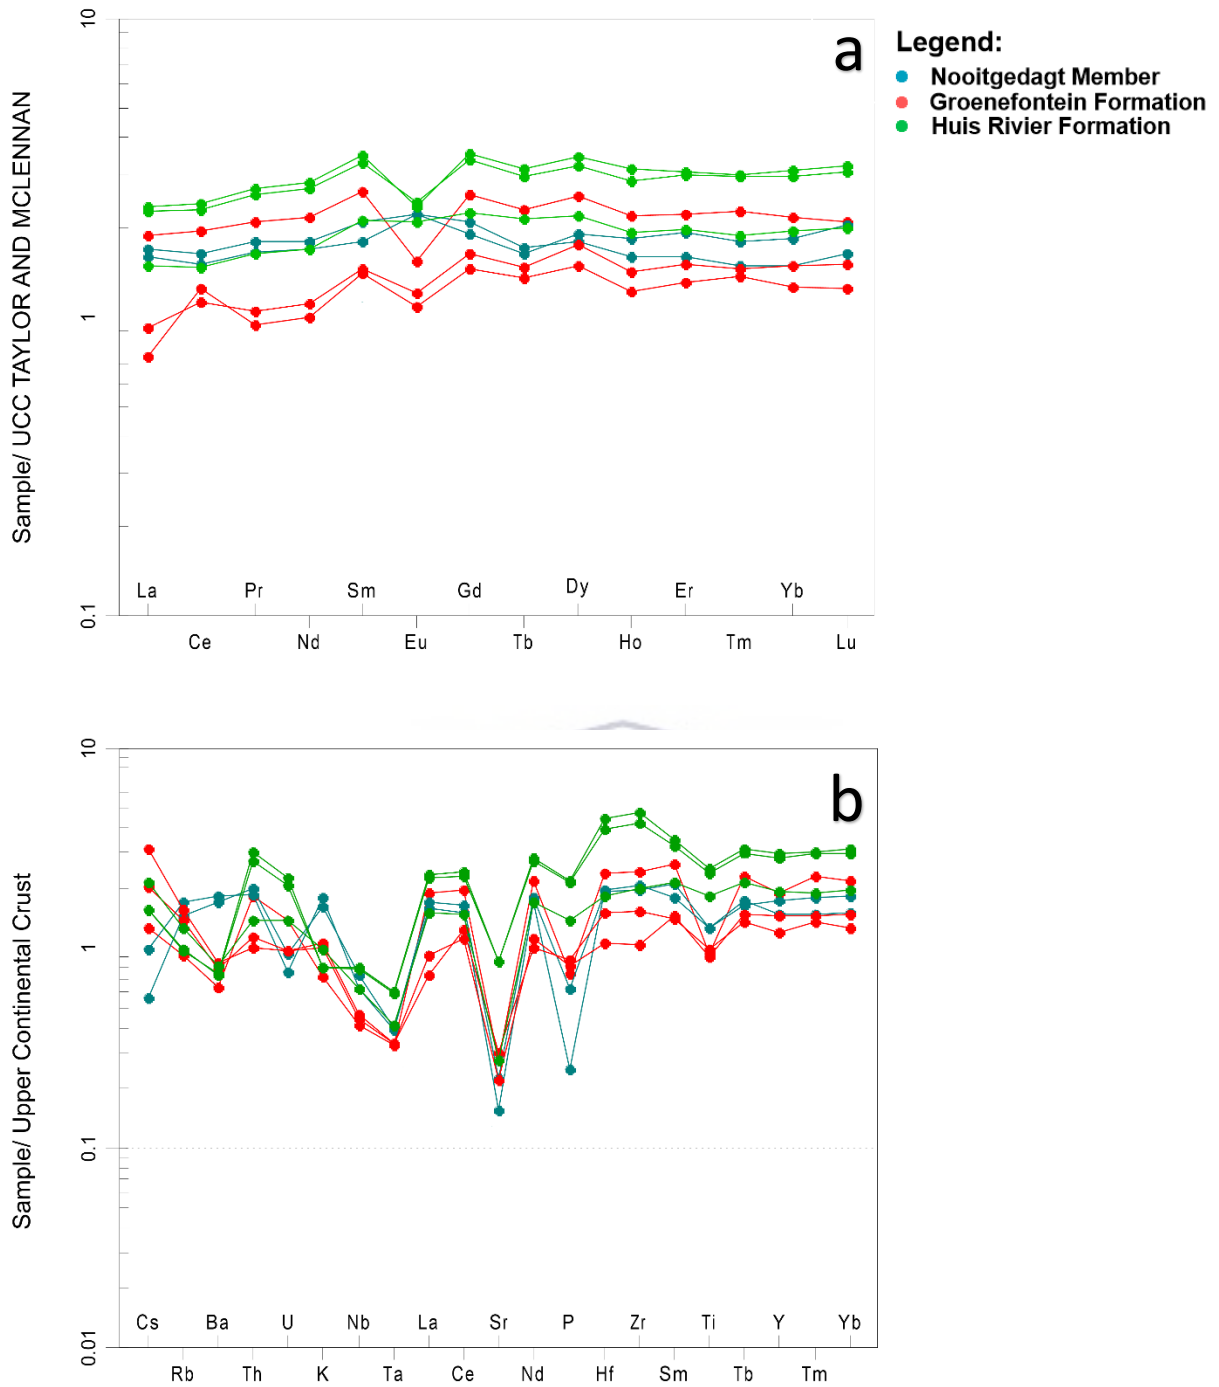 a
Legend:
Nooitgedagt Member
Groenefontein Formation
Huis Rivier Formation
Sample/ UCC TAYLOR AND MCLENNAN
10
1
0.1
La Pr Sm Gd Dy Er Yb
Ce Nd Eu Tb Ho Tm Lu
b
Sample/ Upper Continental Crust
10
1
0.1
0.01
Cs Ba U Nb La Sr P Zr Ti Y Yb
Rb Th K Ta Ce Nd Hf Sm Tb Tm